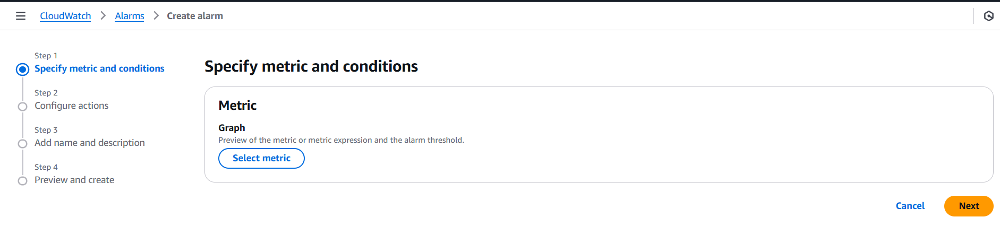 CloudWatch > Alarms > Create alarm
Step 1
Specify metric and conditions
Step 2
Configure actions
Step 3
Add name and description
Step 4
Preview and create
Specify metric and conditions
Metric
Graph
Preview of the metric or metric expression and the alarm threshold.
Select metric
Cancel Next